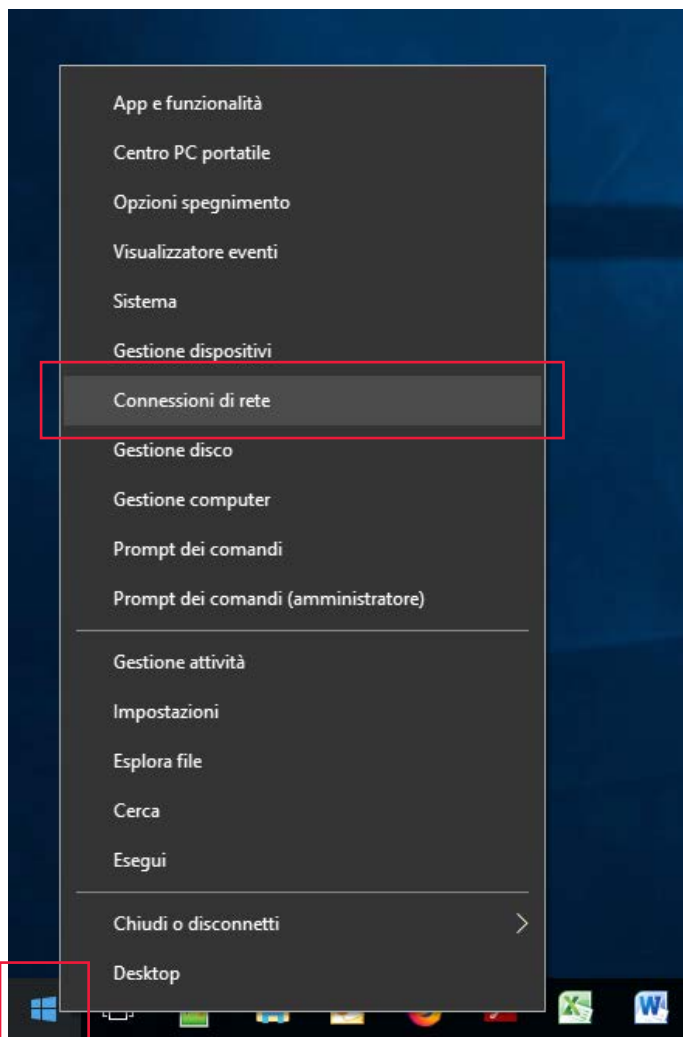 App e funzionalità
Centro PC portatile
Opzioni spegnimento
Visualizzatore eventi
Sistema
Gestione dispositivi
Connessioni di rete
Gestione disco
Gestione computer
Prompt dei comandi
Prompt dei comandi (amministratore)
Gestione attività
Impostazioni
Esplora file
Cerca
Esegui
Chiudi o disconnetti
Desktop